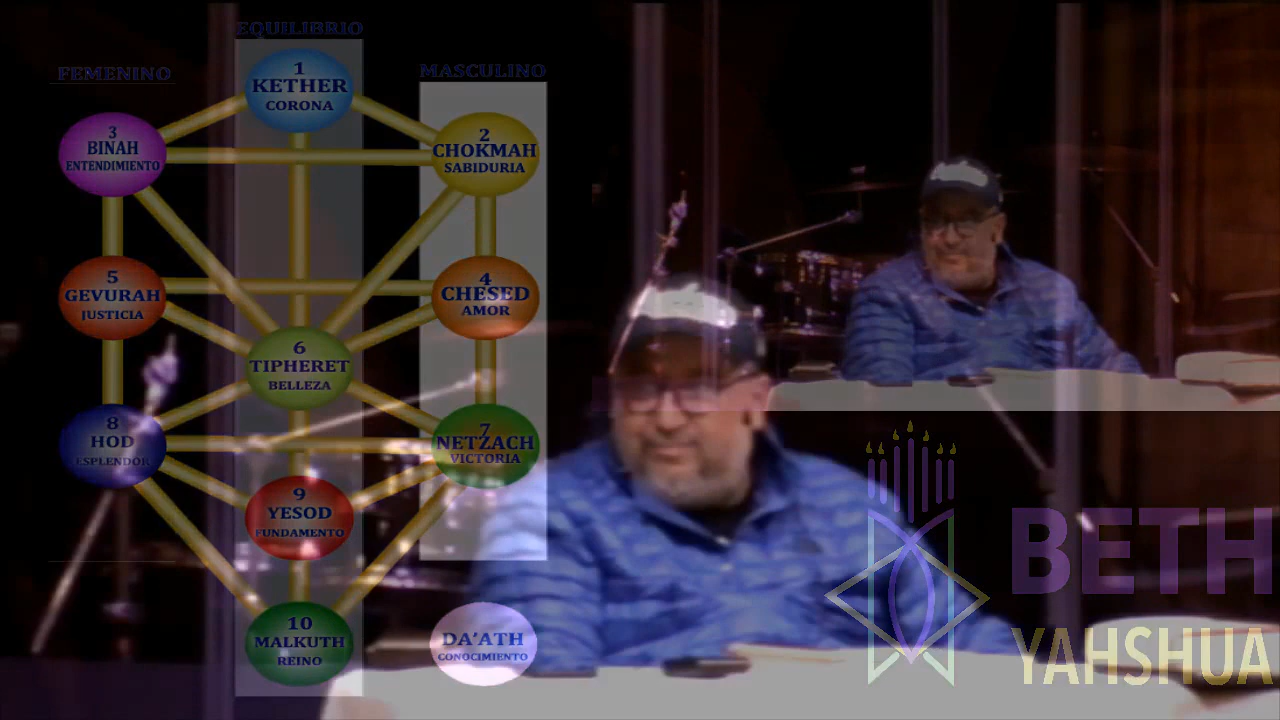 EQUILIBRIO
FEMENINO
MASCULINO
1
KETHER
CORONA
3
BINAH
ENTENDIMIENTO
2
CHOKMAH
SABIDURIA
5
GEVURAH
JUSTICIA
4
CHESED
AMOR
6
TIPHERET
BELLEZA
8
HOD
ESPLENDOR
7
NETZACH
VICTORIA
9
YESOD
FUNDAMENTO
10
MALKUTH
REINO
DA'ATH
CONOCIMIENTO
BETH
YAHSHUA